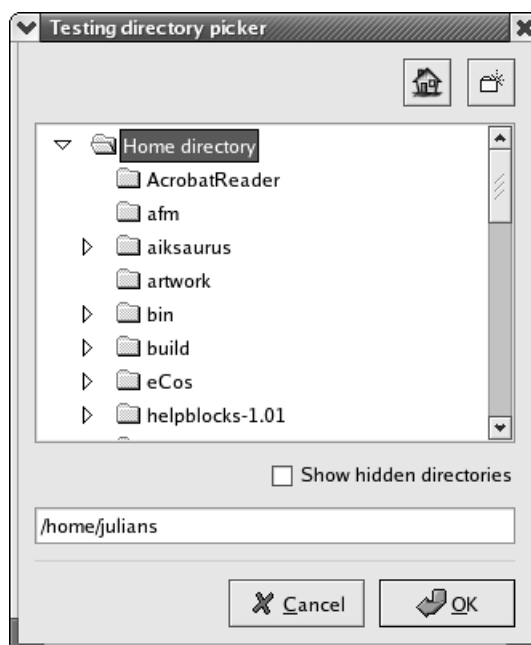 Testing directory picker
Home directory
AcrobatReader
afm
aiksaurus
artwork
bin
build
eCos
helpblocks-1.01
Show hidden directories
/home/julians
Cancel
OK